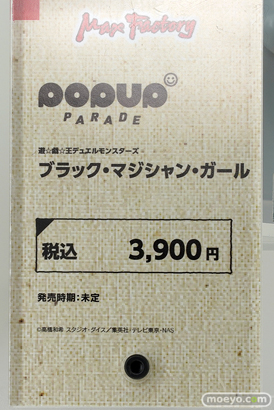 Max Factory
POPUP
PARADE
遊☆戯☆王デュエルモンスターズ
ブラック・マジシャン・ガール
税込 3,900円
発売時期：未定
©高橋和希 スタジオ・ダイス／集英社・テレビ東京・NAS
moeyo.com